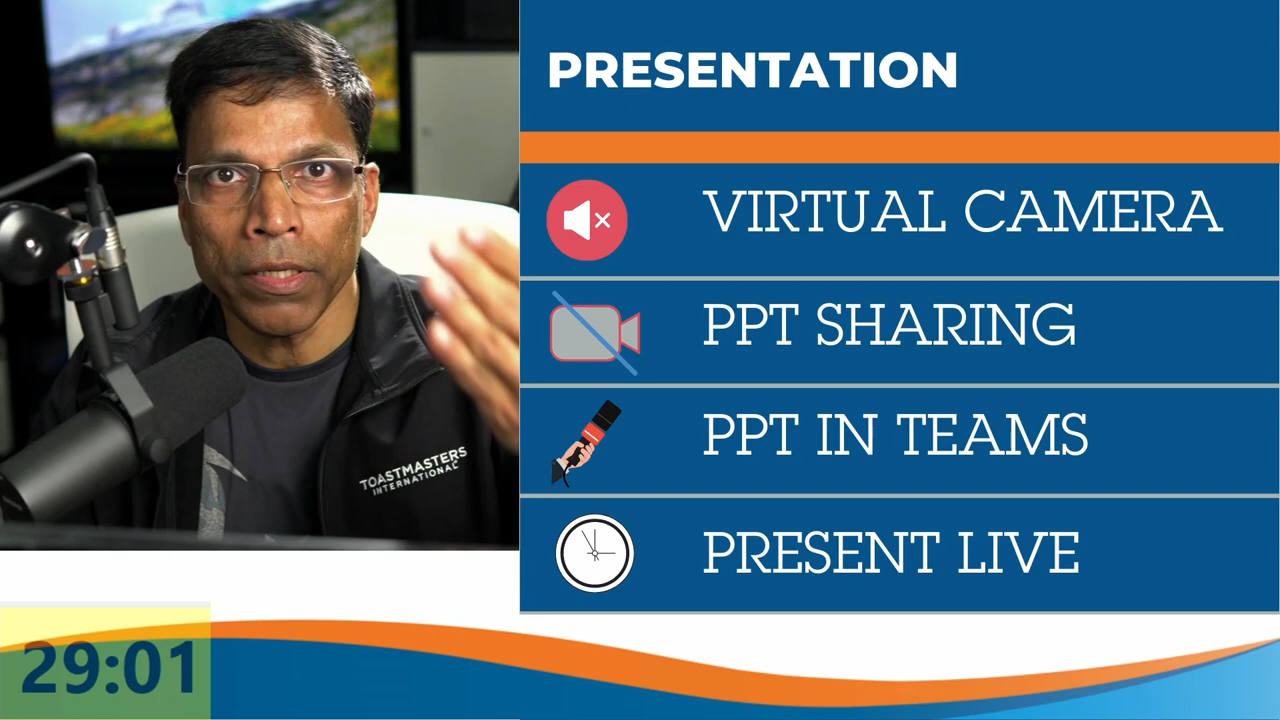 PRESENTATION
VIRTUAL CAMERA
PPT SHARING
PPT IN TEAMS
PRESENT LIVE
TOASTMASTERS
INTERNATIONAL
29:01